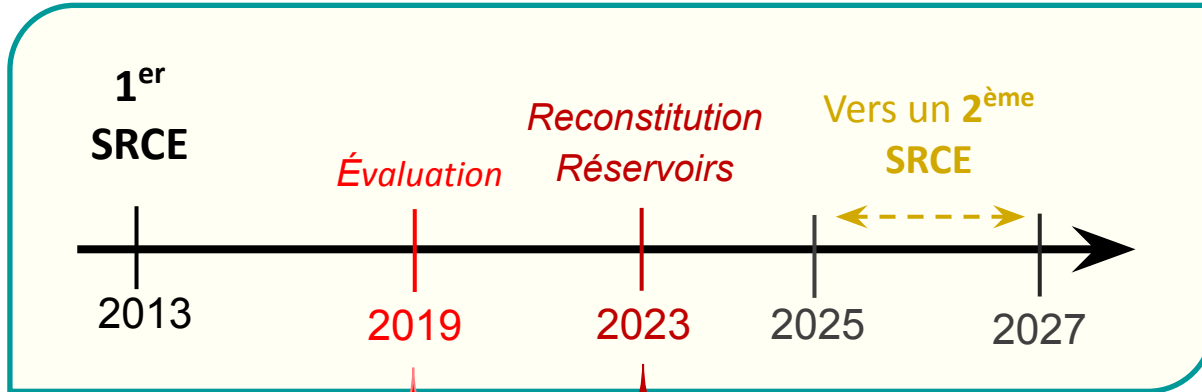 1er
SRCE
Évaluation
Reconstitution
Réservoirs
Vers un 2ème
SRCE
2013
2019
2023
2025
2027